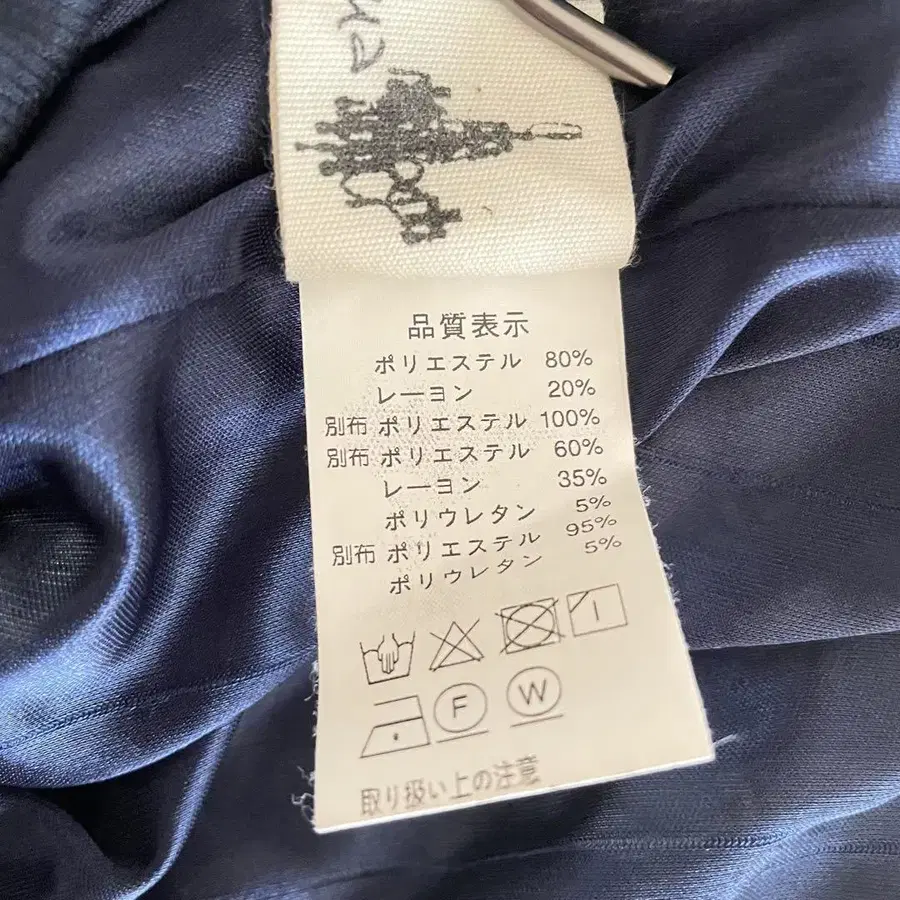 品質表示
ポリエステル 80%
レーヨン 20%
別布 ポリエステル 100%
別布 ポリエステル 60%
レーヨン 35%
ポリウレタン 5%
別布 ポリエステル 95%
ポリウレタン 5%
F W
取り扱い上の注意